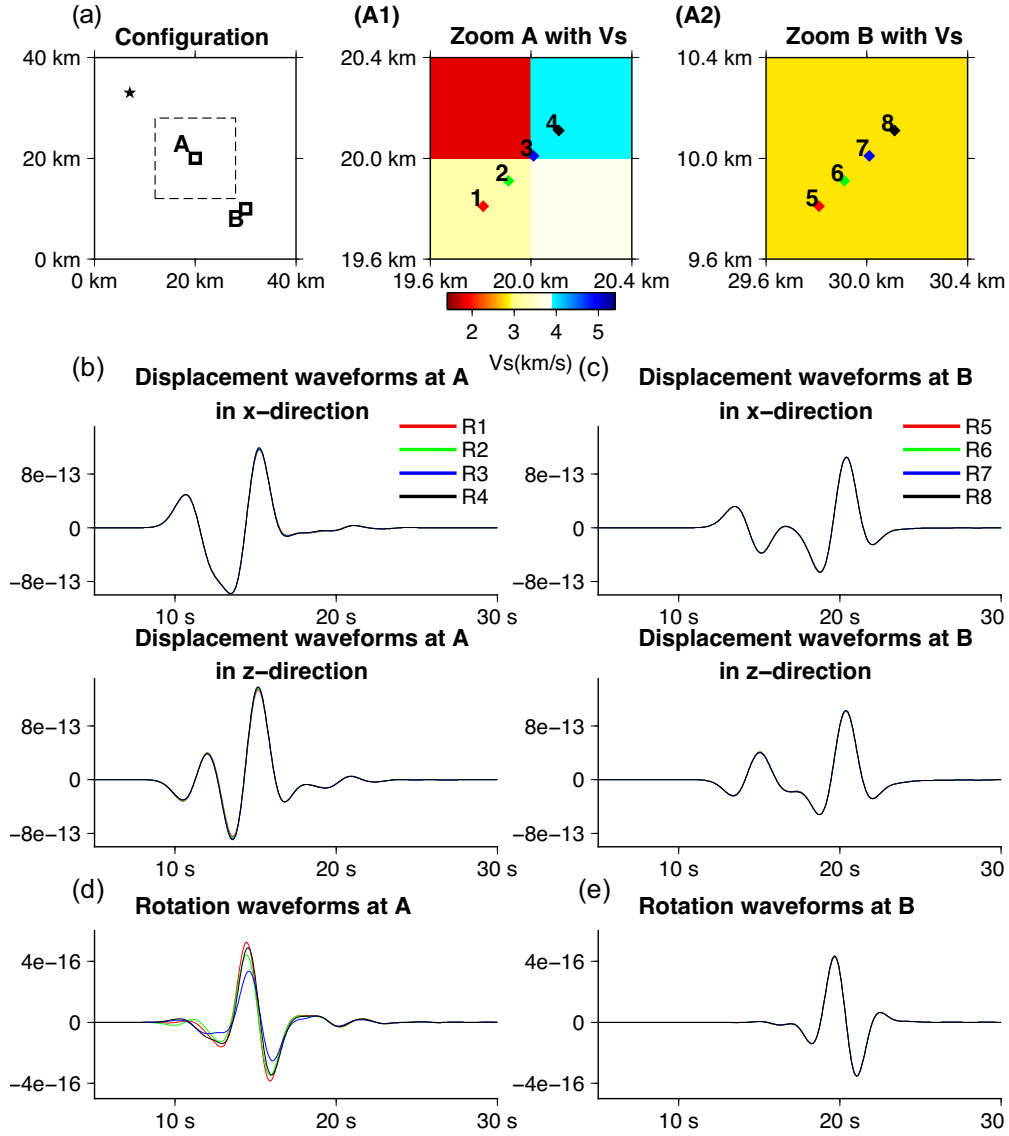 (a)
(A1)
(A2)
Configuration
Zoom A with Vs
Zoom B with Vs
40 km
20 km
0 km
A
B
0 km 20 km 40 km
20.4 km
20.0 km
19.6 km
4
3
2
1
19.6 km 20.0 km 20.4 km
10.4 km
10.0 km
9.6 km
8
7
6
5
29.6 km 30.0 km 30.4 km
2 3 4 5
Vs(km/s)
(b)
Displacement waveforms at A
in x−direction
R1
R2
R3
R4
8e−13
0
−8e−13
10 s 20 s 30 s
(c)
Displacement waveforms at B
in x−direction
R5
R6
R7
R8
8e−13
0
−8e−13
10 s 20 s 30 s
Displacement waveforms at A
in z−direction
8e−13
0
−8e−13
10 s 20 s 30 s
Displacement waveforms at B
in z−direction
8e−13
0
−8e−13
10 s 20 s 30 s
(d)
Rotation waveforms at A
4e−16
0
−4e−16
10 s 20 s 30 s
(e)
Rotation waveforms at B
4e−16
0
−4e−16
10 s 20 s 30 s